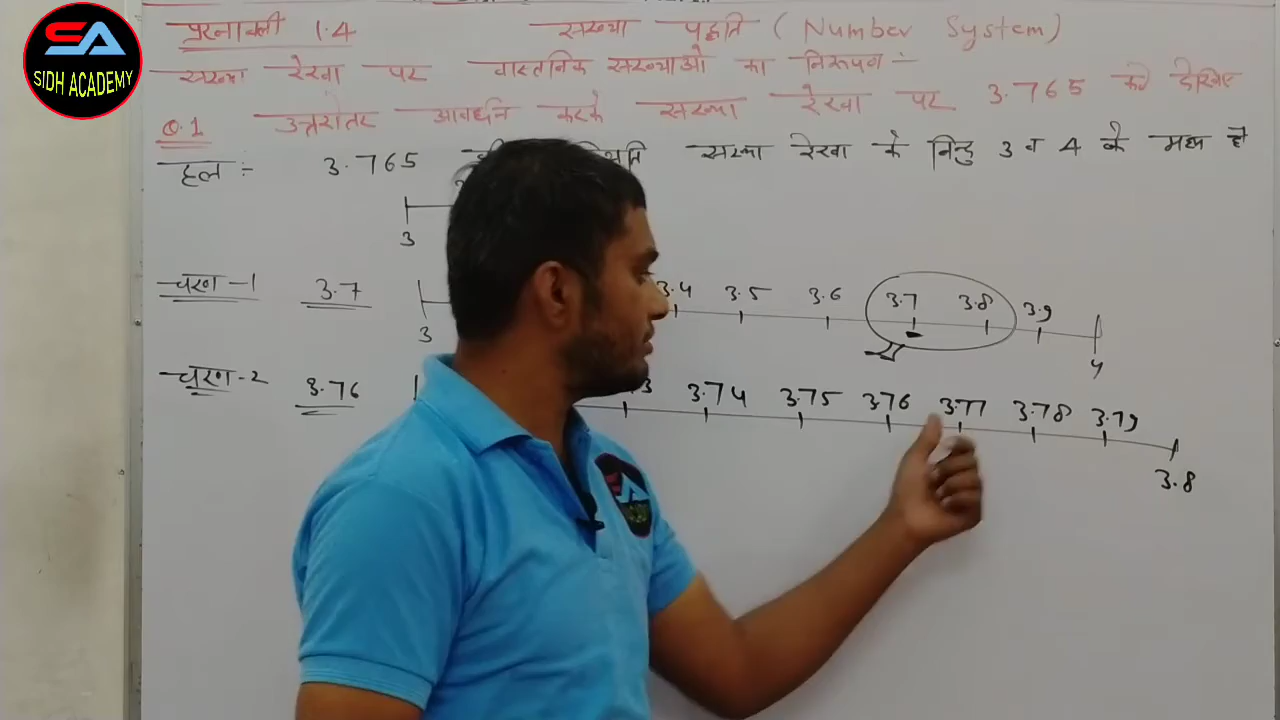 SA
SIDH ACADEMY
प्रश्नावली 1.4 संख्या पद्धति (Number System)
संख्या रेखा पर वास्तविक संख्याओ का निरूपण :-
Q.1 उत्तरोतर आवर्धन करके संख्या रेखा पर 3.765 को देखिए
हल :- 3.765 संख्या रेखा के बिन्दु 3 व 4 के मध्य है
3
चरण -1 3.7 3 3.4 3.5 3.6 3.7 3.8 3.9 4
चरण-2 3.76 3.74 3.75 3.76 3.77 3.78 3.79 3.8